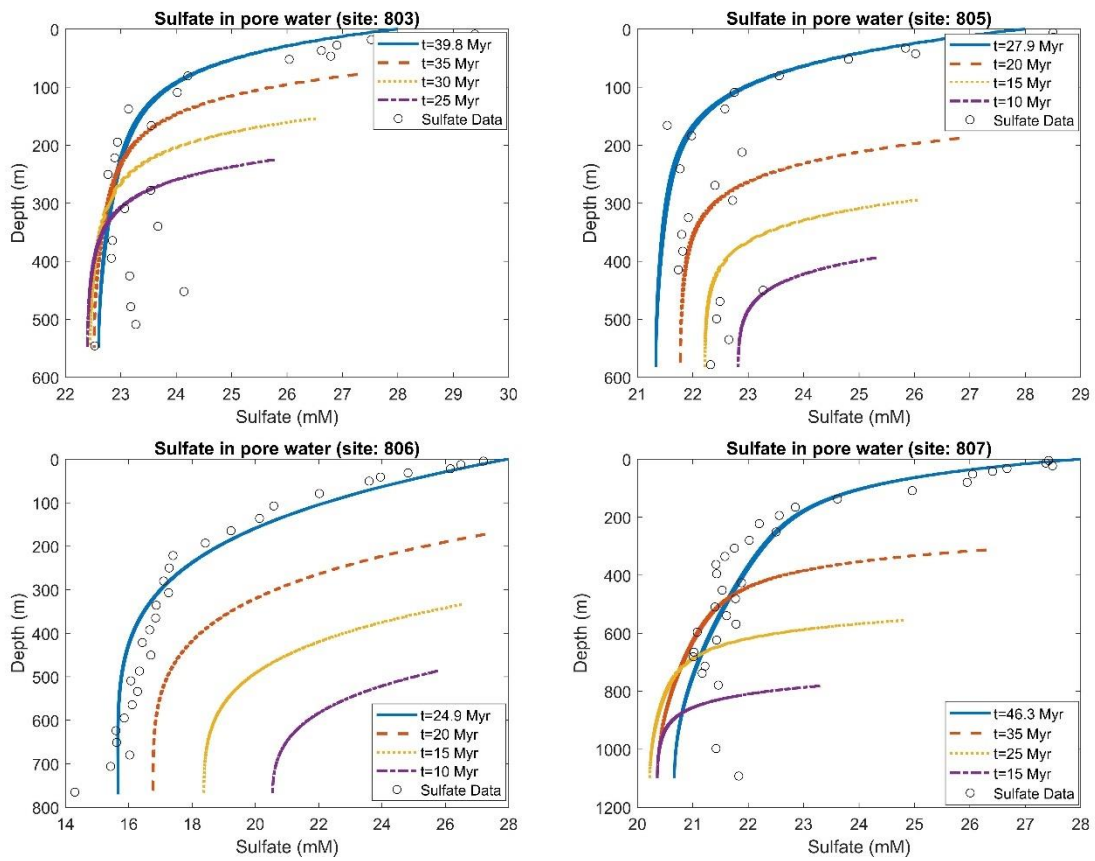 Sulfate in pore water (site: 803)
0
100
200
300
400
500
600
Depth (m)
22 23 24 25 26 27 28 29 30
Sulfate (mM)
t=39.8 Myr
t=35 Myr
t=30 Myr
t=25 Myr
Sulfate Data
Sulfate in pore water (site: 805)
0
100
200
300
400
500
600
Depth (m)
21 22 23 24 25 26 27 28 29
Sulfate (mM)
t=27.9 Myr
t=20 Myr
t=15 Myr
t=10 Myr
Sulfate Data
Sulfate in pore water (site: 806)
0
100
200
300
400
500
600
700
800
Depth (m)
14 16 18 20 22 24 26 28
Sulfate (mM)
t=24.9 Myr
t=20 Myr
t=15 Myr
t=10 Myr
Sulfate Data
Sulfate in pore water (site: 807)
0
200
400
600
800
1000
1200
Depth (m)
20 21 22 23 24 25 26 27 28
Sulfate (mM)
t=46.3 Myr
t=35 Myr
t=25 Myr
t=15 Myr
Sulfate Data